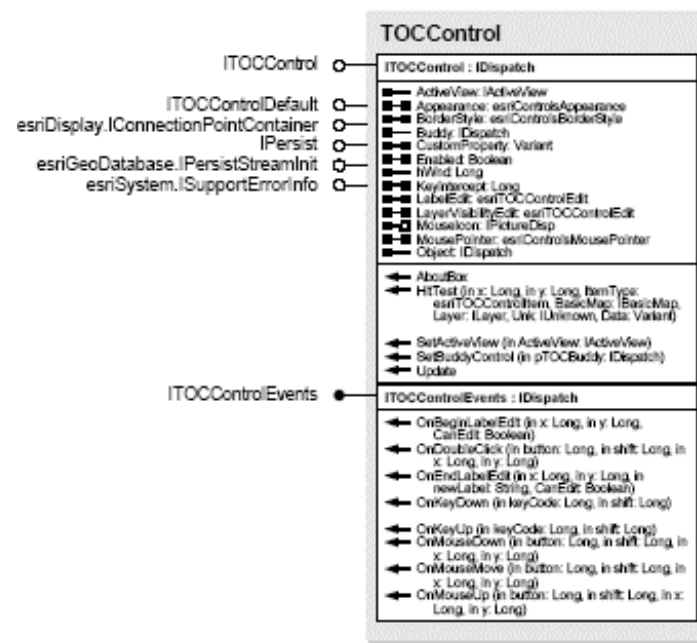 TOCControl
ITOCControl
ITOCControlDefault
esriDisplay.IConnectionPointContainer
IPersist
esriGeoDatabase.IPersistStreamInit
esriSystem.ISupportErrorInfo
ITOCControl : IDispatch
ActiveView: IActiveView
Appearance: esriControlsAppearance
BorderStyle: esriControlsBorderStyle
Buddy: IDispatch
CustomProperty: Variant
Enabled: Boolean
hWnd: Long
KeyIntercept: Long
LabelEdit: esriTOCControlEdit
LayerVisibilityEdit: esriTOCControlEdit
MouseIcon: IPictureDisp
MousePointer: esriControlsMousePointer
Object: IDispatch
AboutBox
HitTest (in x: Long, in y: Long, ItemType:
esriTOCControlItem, BasicMap: IBasicMap,
Layer: ILayer, Unk: IUnknown, Data: Variant)
SetActiveView (in ActiveView: IActiveView)
SetBuddyControl (in pTOCBuddy: IDispatch)
Update
ITOCControlEvents
ITOCControlEvents : IDispatch
OnBeginLabelEdit (in x: Long, in y: Long,
CanEdit: Boolean)
OnDoubleClick (in button: Long, in shift: Long, in
x: Long, in y: Long)
OnEndLabelEdit (in x: Long, in y: Long, in
newLabel: String, CanEdit: Boolean)
OnKeyDown (in keyCode: Long, in shift: Long)
OnKeyUp (in keyCode: Long, in shift: Long)
OnMouseDown (in button: Long, in shift: Long, in
x: Long, in y: Long)
OnMouseMove (in button: Long, in shift: Long, in
x: Long, in y: Long)
OnMouseUp (in button: Long, in shift: Long, in x:
Long, in y: Long)